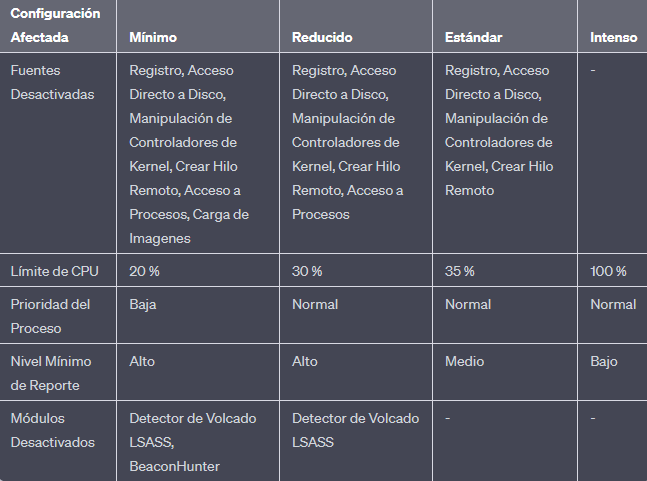 Configuración
Afectada
Mínimo
Reducido
Estándar
Intenso
Fuentes
Desactivadas
Registro, Acceso
Directo a Disco,
Manipulación de
Controladores de
Kernel, Crear Hilo
Remoto, Acceso a
Procesos, Carga de
Imagenes
Registro, Acceso
Directo a Disco,
Manipulación de
Controladores de
Kernel, Crear Hilo
Remoto, Acceso a
Procesos
Registro, Acceso
Directo a Disco,
Manipulación de
Controladores de
Kernel, Crear Hilo
Remoto
-
Límite de CPU
20 %
30 %
35 %
100 %
Prioridad del
Proceso
Baja
Normal
Normal
Normal
Nivel Mínimo
de Reporte
Alto
Alto
Medio
Bajo
Módulos
Desactivados
Detector de Volcado
LSASS,
BeaconHunter
Detector de Volcado
LSASS
-
-